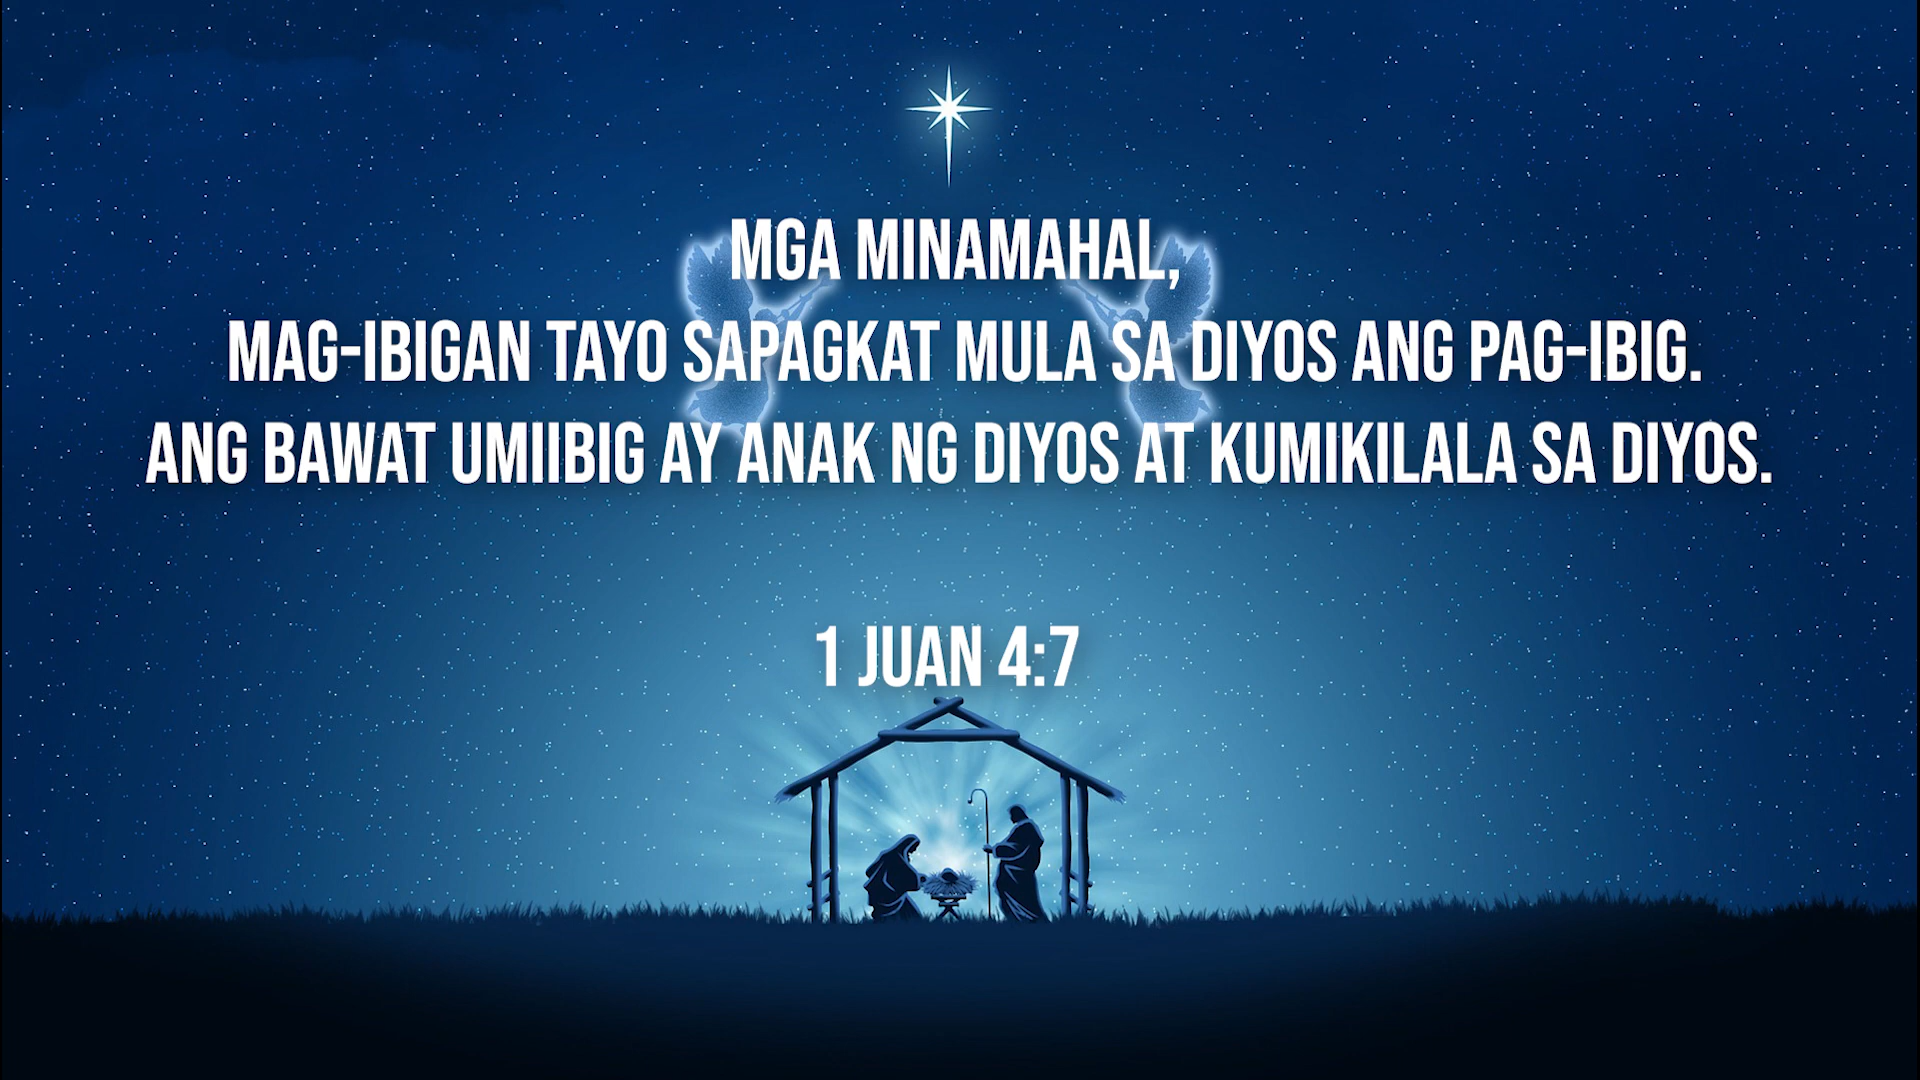 MGA MINAMAHAL,
MAG-IBIGAN TAYO SAPAGKAT MULA SA DIYOS ANG PAG-IBIG.
ANG BAWAT UMIIBIG AY ANAK NG DIYOS AT KUMIKILALA SA DIYOS.
1 JUAN 4:7